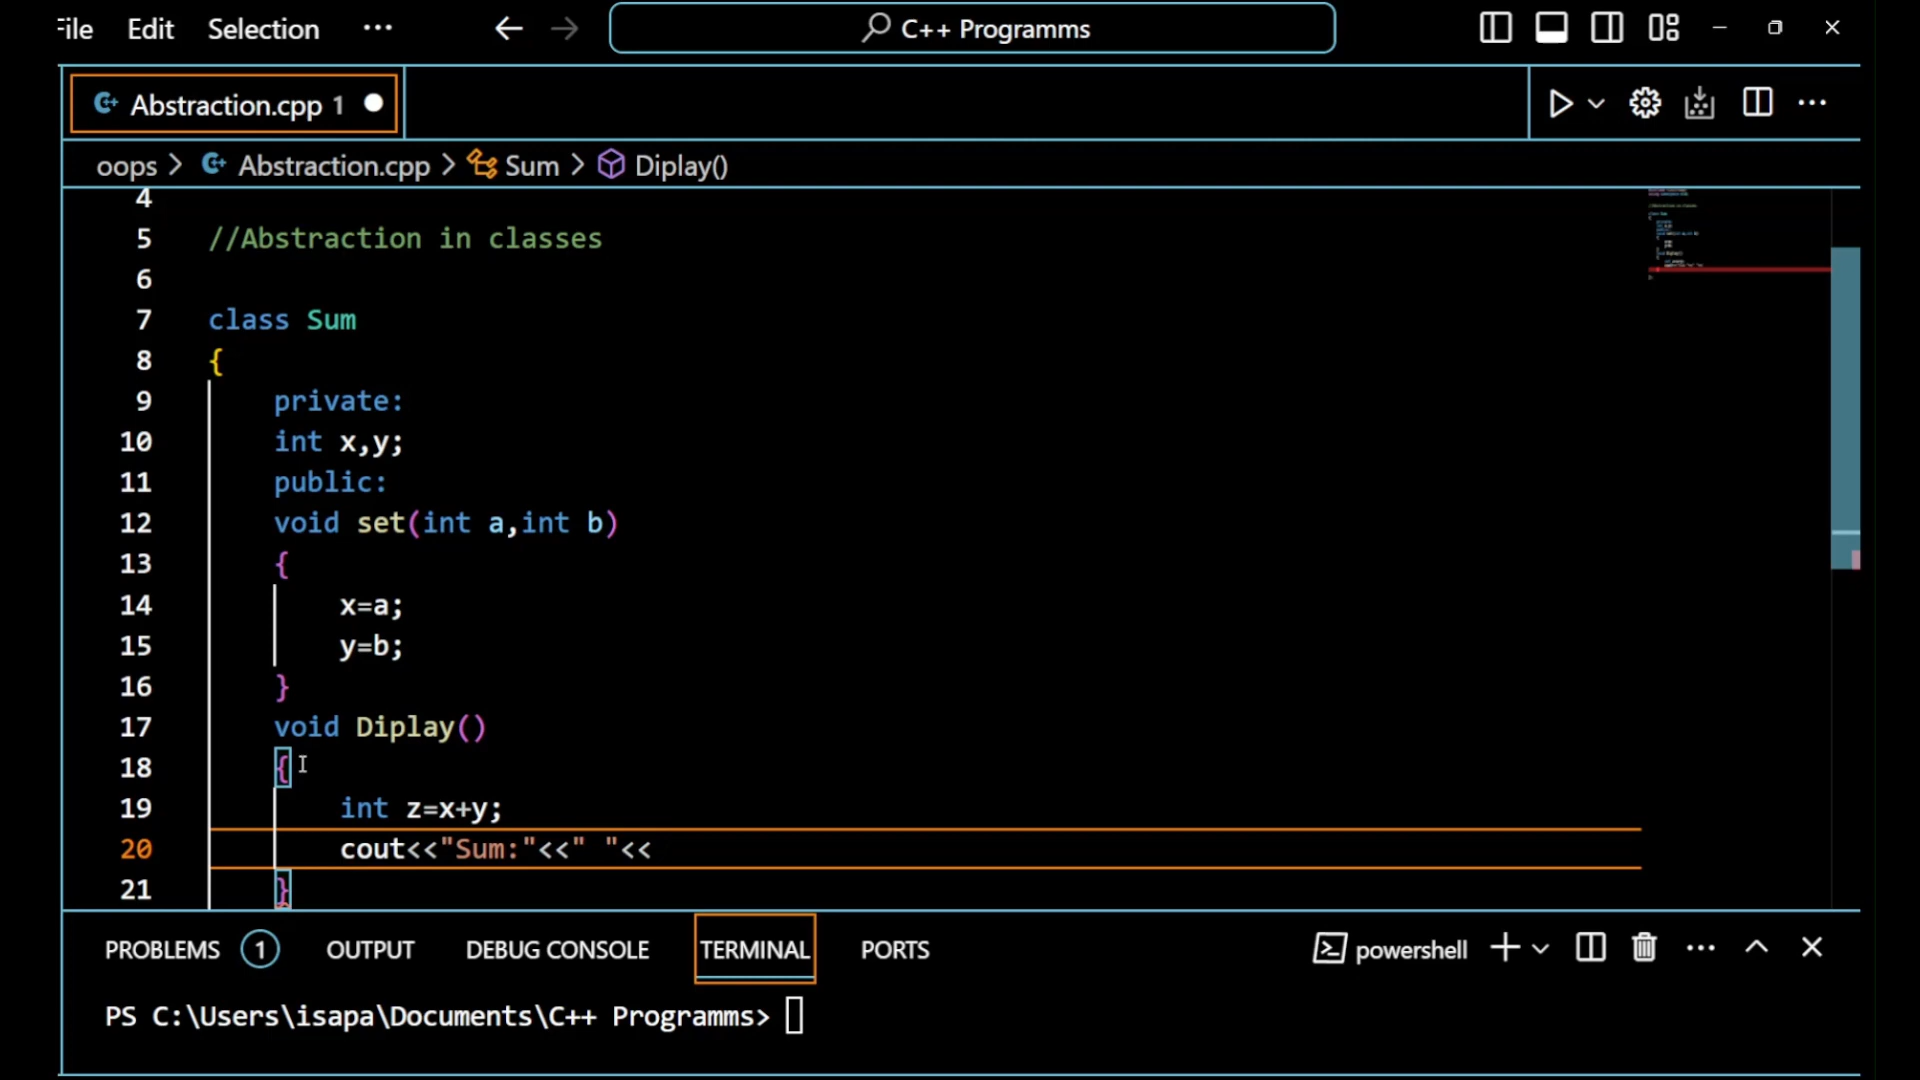 File Edit Selection ··· C++ Programms
Abstraction.cpp 1
oops > Abstraction.cpp > Sum > Diplay()
4
5 //Abstraction in classes
6
7 class Sum
8 {
9 private:
10 int x,y;
11 public:
12 void set(int a,int b)
13 {
14 x=a;
15 y=b;
16 }
17 void Diplay()
18 {
19 int z=x+y;
20 cout<<"Sum:"<<" "<<
21 }
PROBLEMS 1 OUTPUT DEBUG CONSOLE TERMINAL PORTS powershell
PS C:\Users\isapa\Documents\C++ Programms>